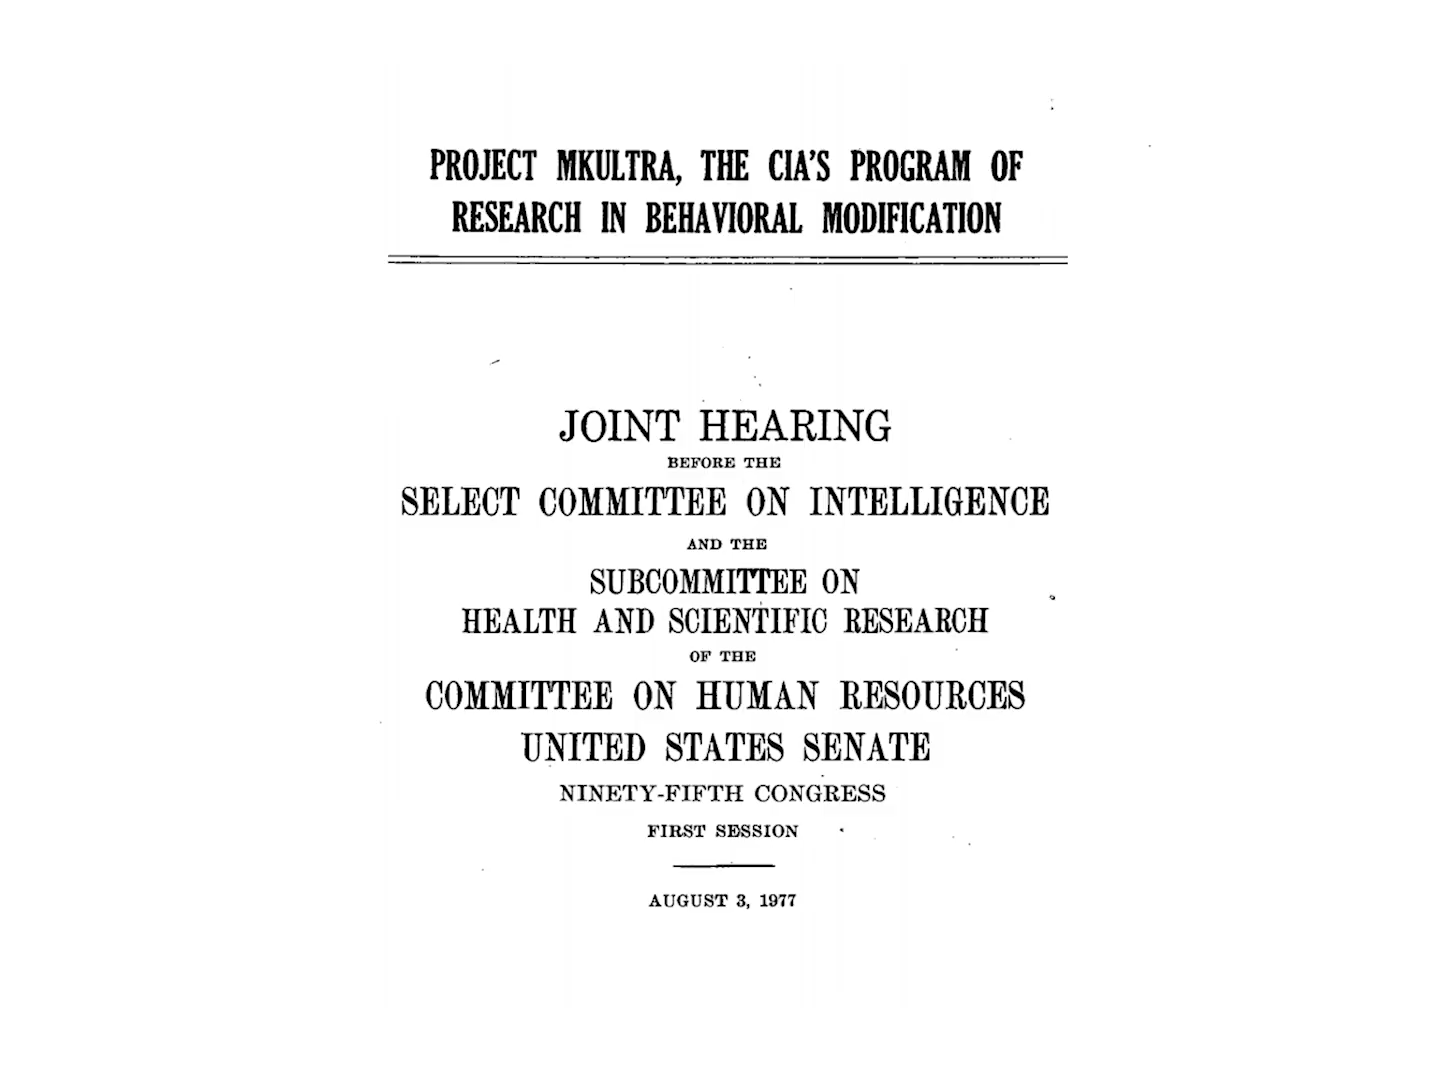 PROJECT MKULTRA, THE CIA'S PROGRAM OF
RESEARCH IN BEHAVIORAL MODIFICATION
JOINT HEARING
BEFORE THE
SELECT COMMITTEE ON INTELLIGENCE
AND THE
SUBCOMMITTEE ON
HEALTH AND SCIENTIFIC RESEARCH
OF THE
COMMITTEE ON HUMAN RESOURCES
UNITED STATES SENATE
NINETY-FIFTH CONGRESS
FIRST SESSION
AUGUST 3, 1977